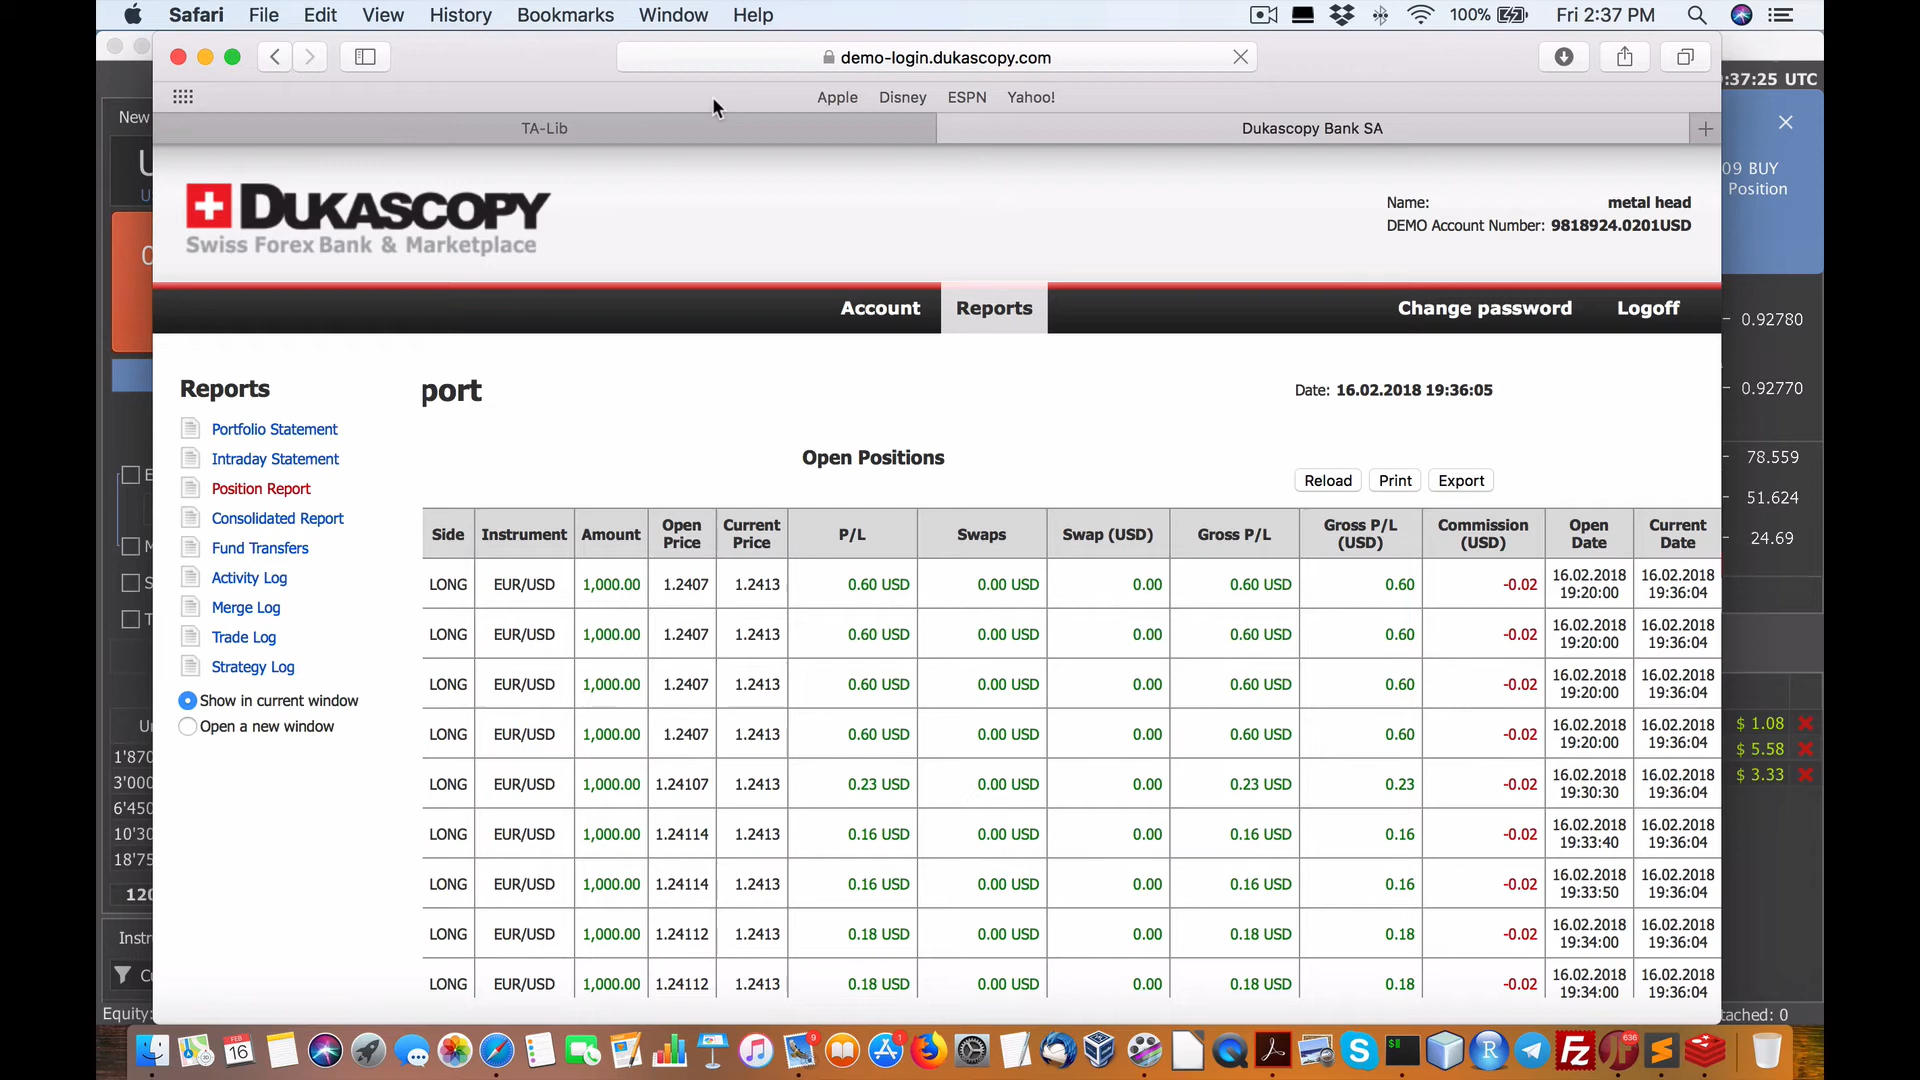 Safari File Edit View History Bookmarks Window Help 100% Fri 2:37 PM
demo-login.dukascopy.com
:37:25 UTC
Apple Disney ESPN Yahoo!
New
TA-Lib Dukascopy Bank SA
09 BUY
Position
DUKASCOPY
Swiss Forex Bank & Marketplace
Name: metal head
DEMO Account Number: 9818924.0201USD
Account Reports Change password Logoff
0.92780
0.92770
78.559
51.624
24.69
Reports
Portfolio Statement
Intraday Statement
Position Report
Consolidated Report
Fund Transfers
Activity Log
Merge Log
Trade Log
Strategy Log
Show in current window
Open a new window
port Date: 16.02.2018 19:36:05
Open Positions
Reload Print Export
Side Instrument Amount Open Price Current Price P/L Swaps Swap (USD) Gross P/L Gross P/L (USD) Commission (USD) Open Date Current Date
LONG EUR/USD 1,000.00 1.2407 1.2413 0.60 USD 0.00 USD 0.00 0.60 USD 0.60 -0.02 16.02.2018 19:20:00 16.02.2018 19:36:04
LONG EUR/USD 1,000.00 1.2407 1.2413 0.60 USD 0.00 USD 0.00 0.60 USD 0.60 -0.02 16.02.2018 19:20:00 16.02.2018 19:36:04
LONG EUR/USD 1,000.00 1.2407 1.2413 0.60 USD 0.00 USD 0.00 0.60 USD 0.60 -0.02 16.02.2018 19:20:00 16.02.2018 19:36:04
LONG EUR/USD 1,000.00 1.2407 1.2413 0.60 USD 0.00 USD 0.00 0.60 USD 0.60 -0.02 16.02.2018 19:20:00 16.02.2018 19:36:04
LONG EUR/USD 1,000.00 1.24107 1.2413 0.23 USD 0.00 USD 0.00 0.23 USD 0.23 -0.02 16.02.2018 19:30:30 16.02.2018 19:36:04
LONG EUR/USD 1,000.00 1.24114 1.2413 0.16 USD 0.00 USD 0.00 0.16 USD 0.16 -0.02 16.02.2018 19:33:40 16.02.2018 19:36:04
LONG EUR/USD 1,000.00 1.24114 1.2413 0.16 USD 0.00 USD 0.00 0.16 USD 0.16 -0.02 16.02.2018 19:33:50 16.02.2018 19:36:04
LONG EUR/USD 1,000.00 1.24112 1.2413 0.18 USD 0.00 USD 0.00 0.18 USD 0.18 -0.02 16.02.2018 19:34:00 16.02.2018 19:36:04
LONG EUR/USD 1,000.00 1.24112 1.2413 0.18 USD 0.00 USD 0.00 0.18 USD 0.18 -0.02 16.02.2018 19:34:00 16.02.2018 19:36:04
1'870
3'000
6'450
10'30
18'75
120
$ 1.08
$ 5.58
$ 3.33
Instr
Equity:
tached: 0
FEB
16
9
1
636